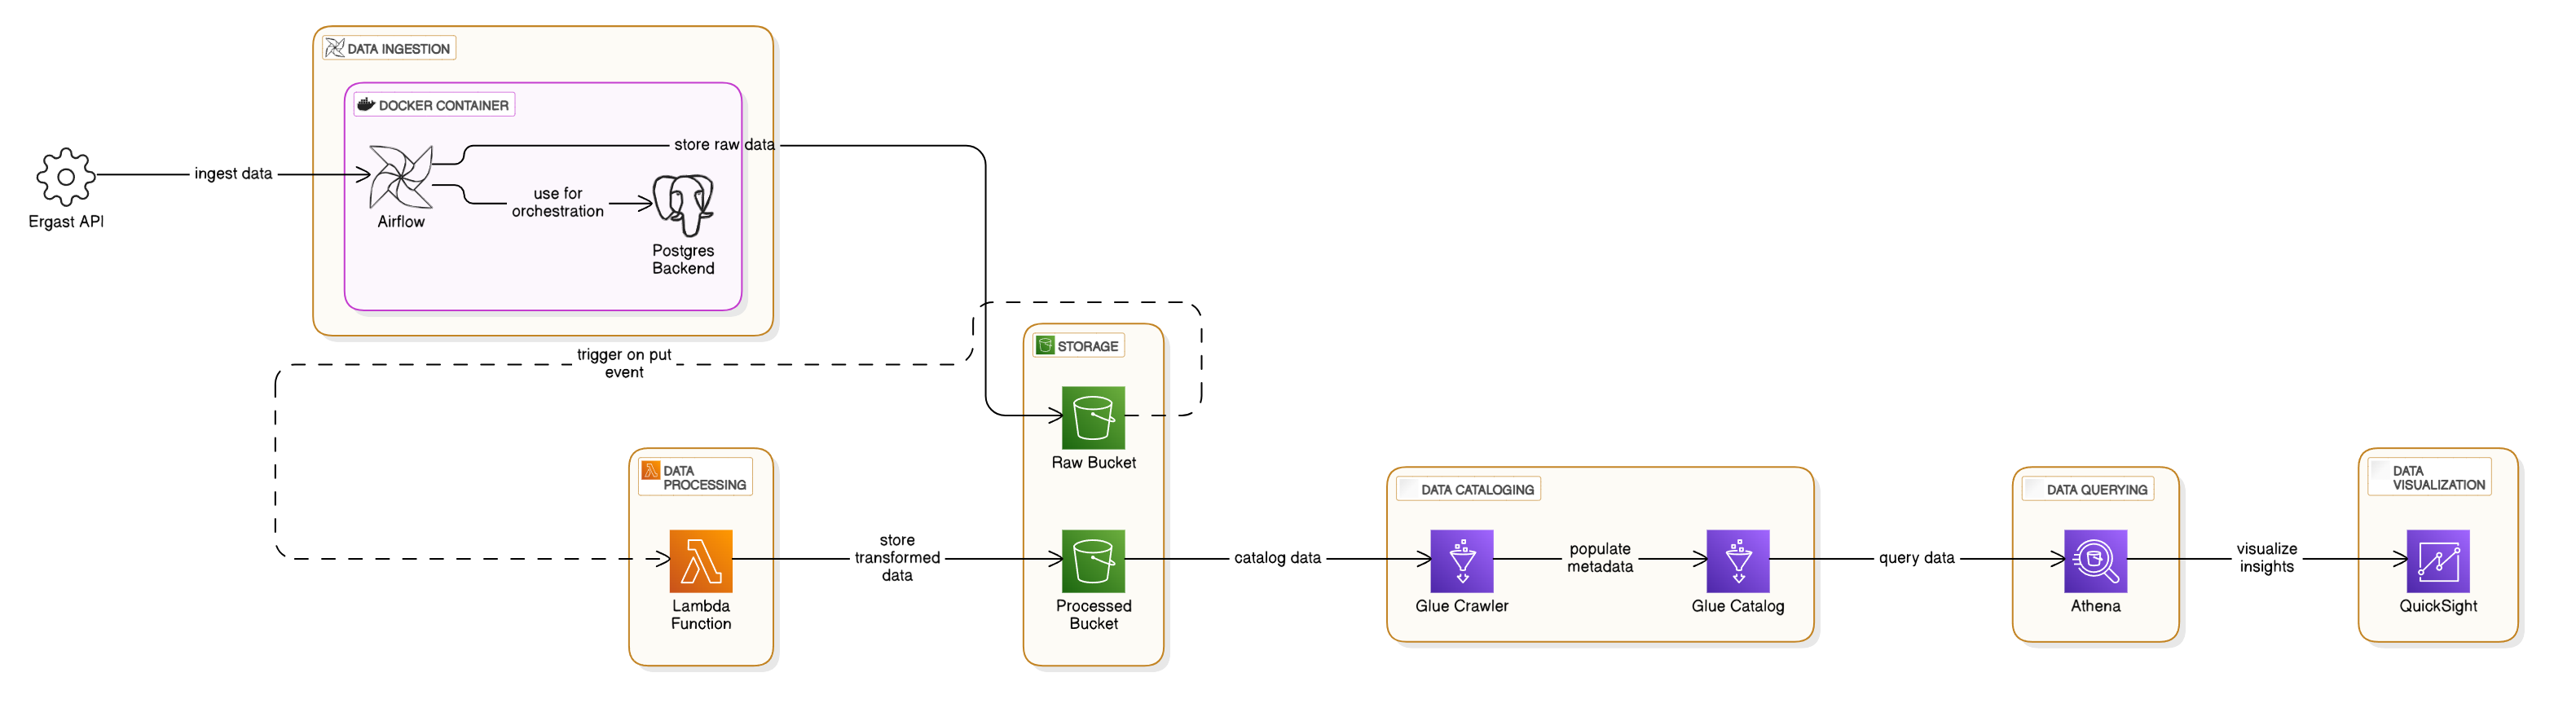 DATA INGESTION
DOCKER CONTAINER
store raw data
ingest data
use for
orchestration
Ergast API
Airflow
Postgres
Backend
trigger on put
event
STORAGE
Raw Bucket
DATA
PROCESSING
DATA CATALOGING
DATA QUERYING
DATA
VISUALIZATION
store
transformed
data
catalog data
populate
metadata
query data
visualize
insights
Lambda
Function
Processed
Bucket
Glue Crawler
Glue Catalog
Athena
QuickSight